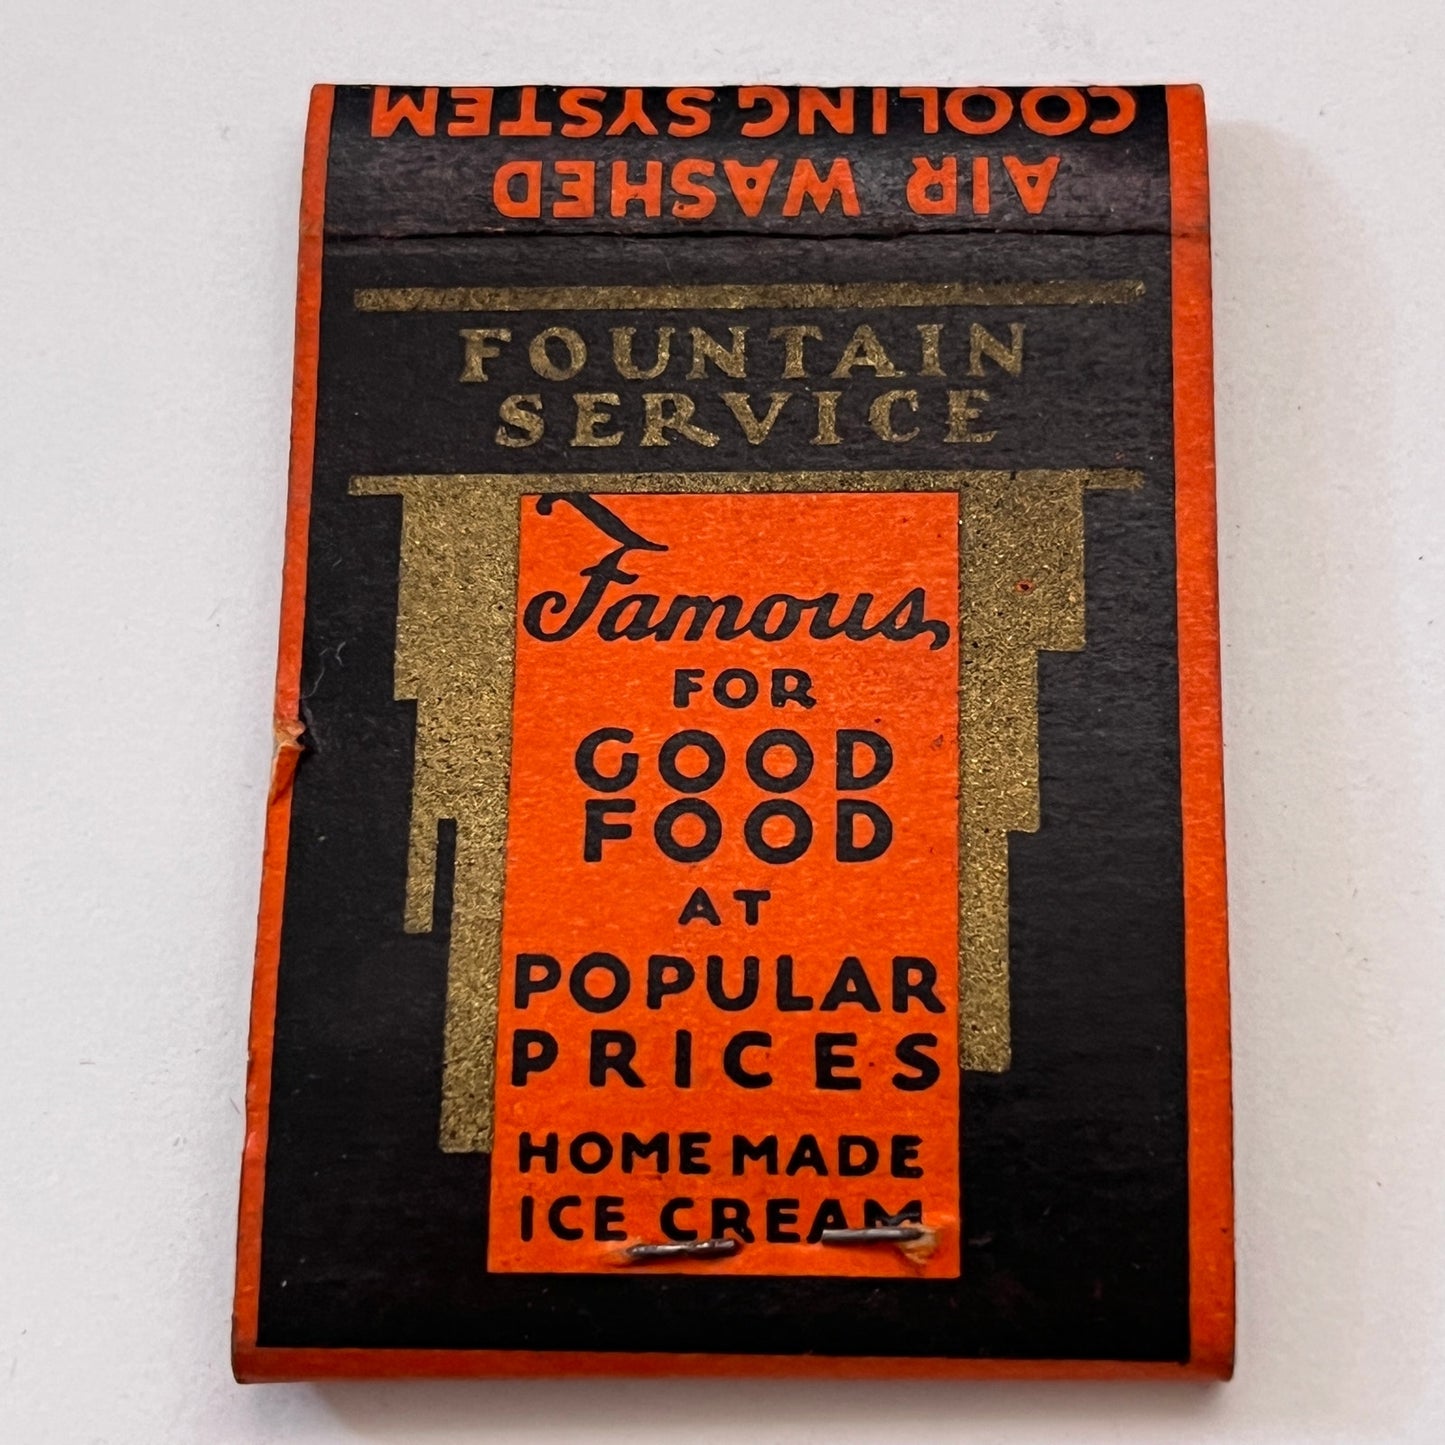 AIR WASHED
COOLING SYSTEM
FOUNTAIN
SERVICE
Famous
FOR
GOOD
FOOD
AT
POPULAR
PRICES
HOME MADE
ICE CREAM